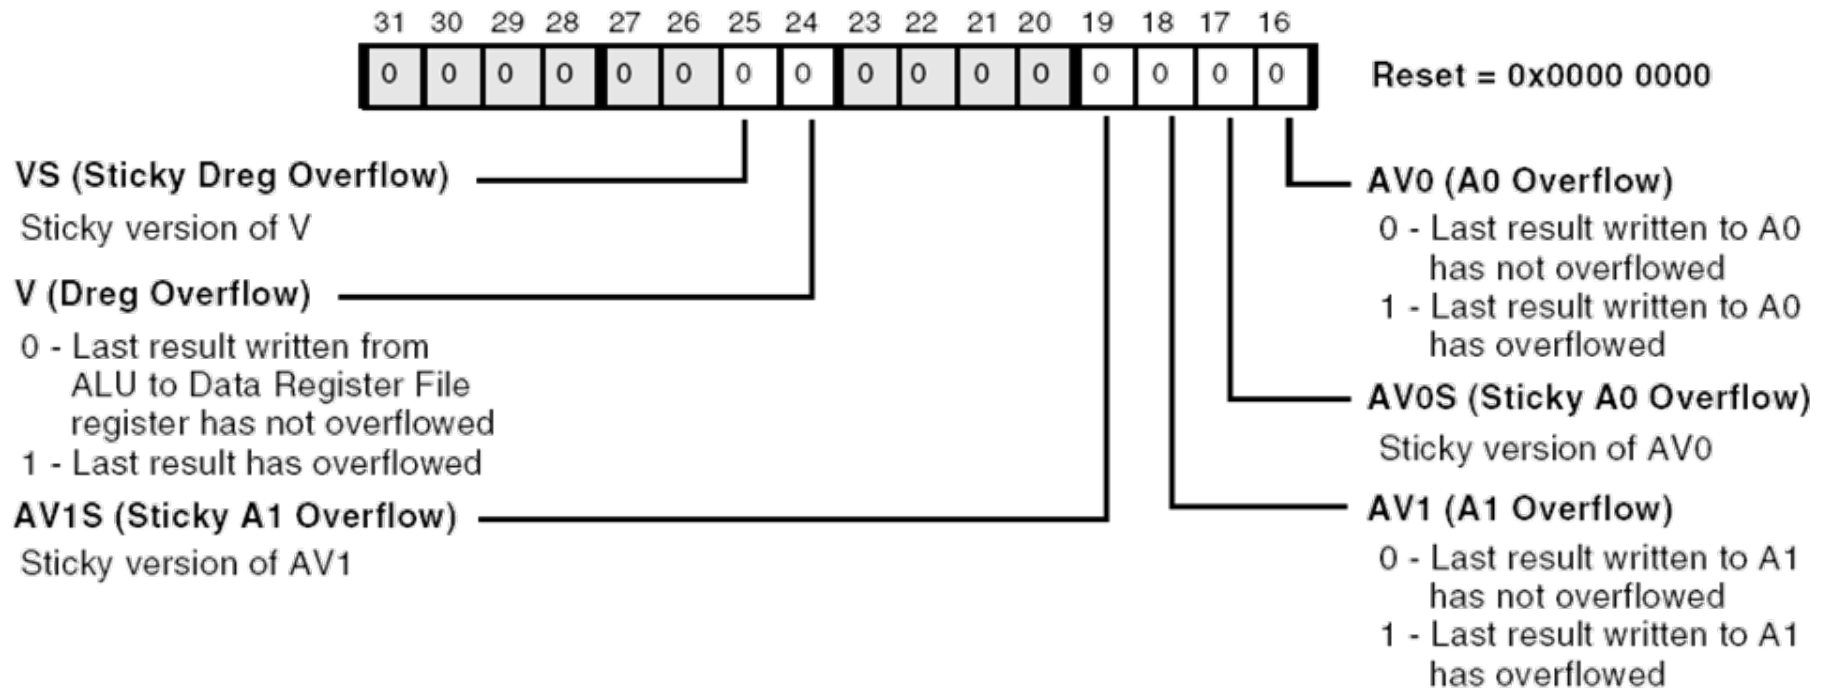 31 30 29 28 27 26 25 24 23 22 21 20 19 18 17 16
0 0 0 0 0 0 0 0 0 0 0 0 0 0 0 0
Reset = 0x0000 0000
VS (Sticky Dreg Overflow)
Sticky version of V
V (Dreg Overflow)
0 - Last result written from
ALU to Data Register File
register has not overflowed
1 - Last result has overflowed
AV1S (Sticky A1 Overflow)
Sticky version of AV1
AV0 (A0 Overflow)
0 - Last result written to A0
has not overflowed
1 - Last result written to A0
has overflowed
AV0S (Sticky A0 Overflow)
Sticky version of AV0
AV1 (A1 Overflow)
0 - Last result written to A1
has not overflowed
1 - Last result written to A1
has overflowed